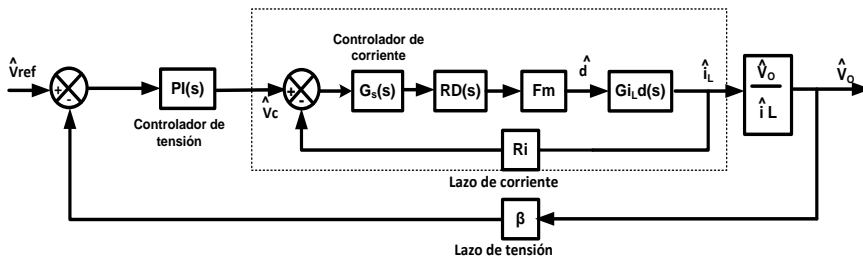 Controlador de
corriente
V̂ref
+
-
PI(s)
V̂c
+
-
Gs(s)
RD(s)
Fm
d̂
GiLd(s)
îL
V̂O
î L
V̂O
Controlador de
tensión
Ri
Lazo de corriente
β
Lazo de tensión